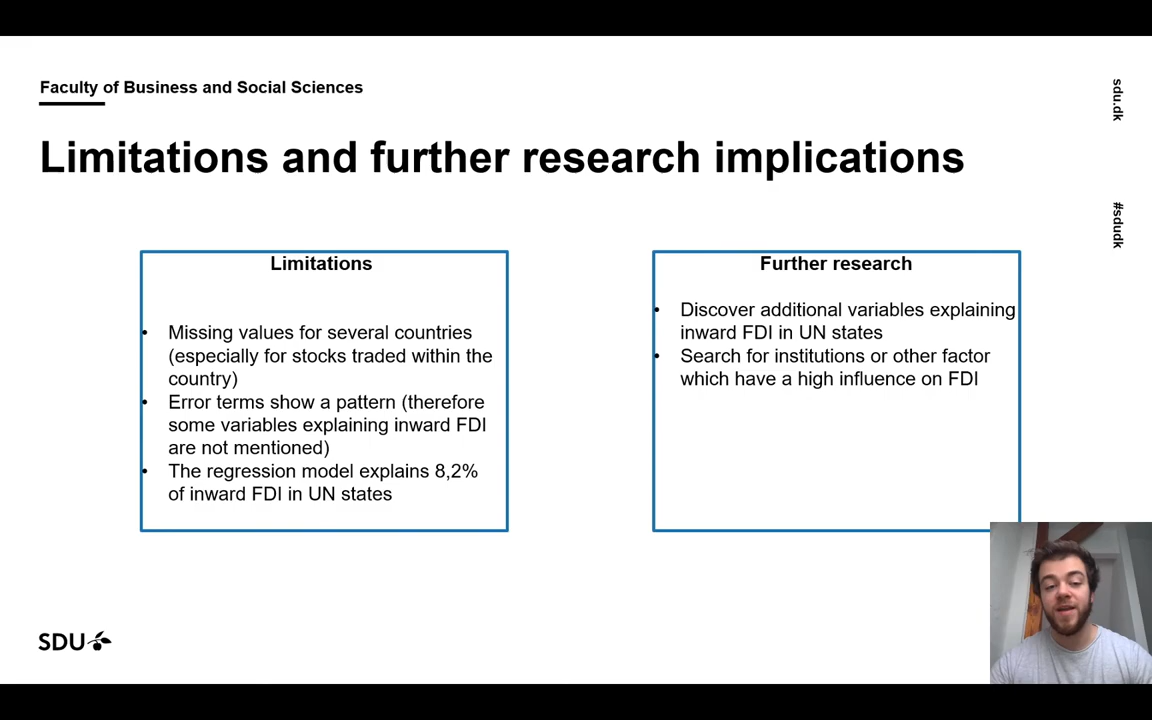 Faculty of Business and Social Sciences
Limitations and further research implications
sdu.dk
#sdudk
Limitations
• Missing values for several countries
(especially for stocks traded within the
country)
• Error terms show a pattern (therefore
some variables explaining inward FDI
are not mentioned)
• The regression model explains 8,2%
of inward FDI in UN states
Further research
• Discover additional variables explaining
inward FDI in UN states
• Search for institutions or other factor
which have a high influence on FDI
SDU